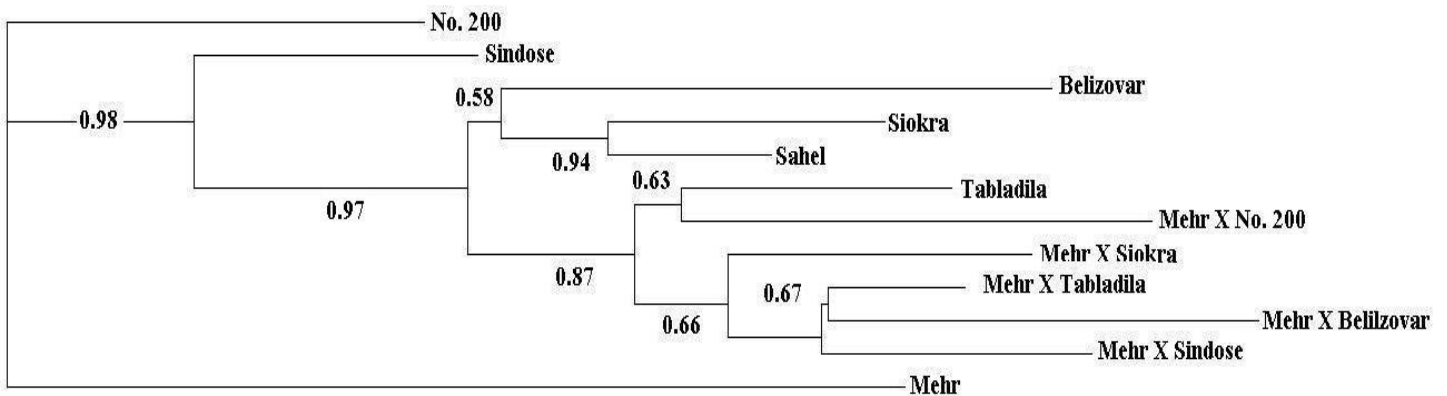 No. 200
Sindose
Belizovar
0.58
0.98
Siokra
0.94
Sahel
0.63
Tabladila
0.97
Mehr X No. 200
Mehr X Siokra
0.87
0.67
Mehr X Tabladila
0.66
Mehr X Belilzovar
Mehr X Sindose
Mehr